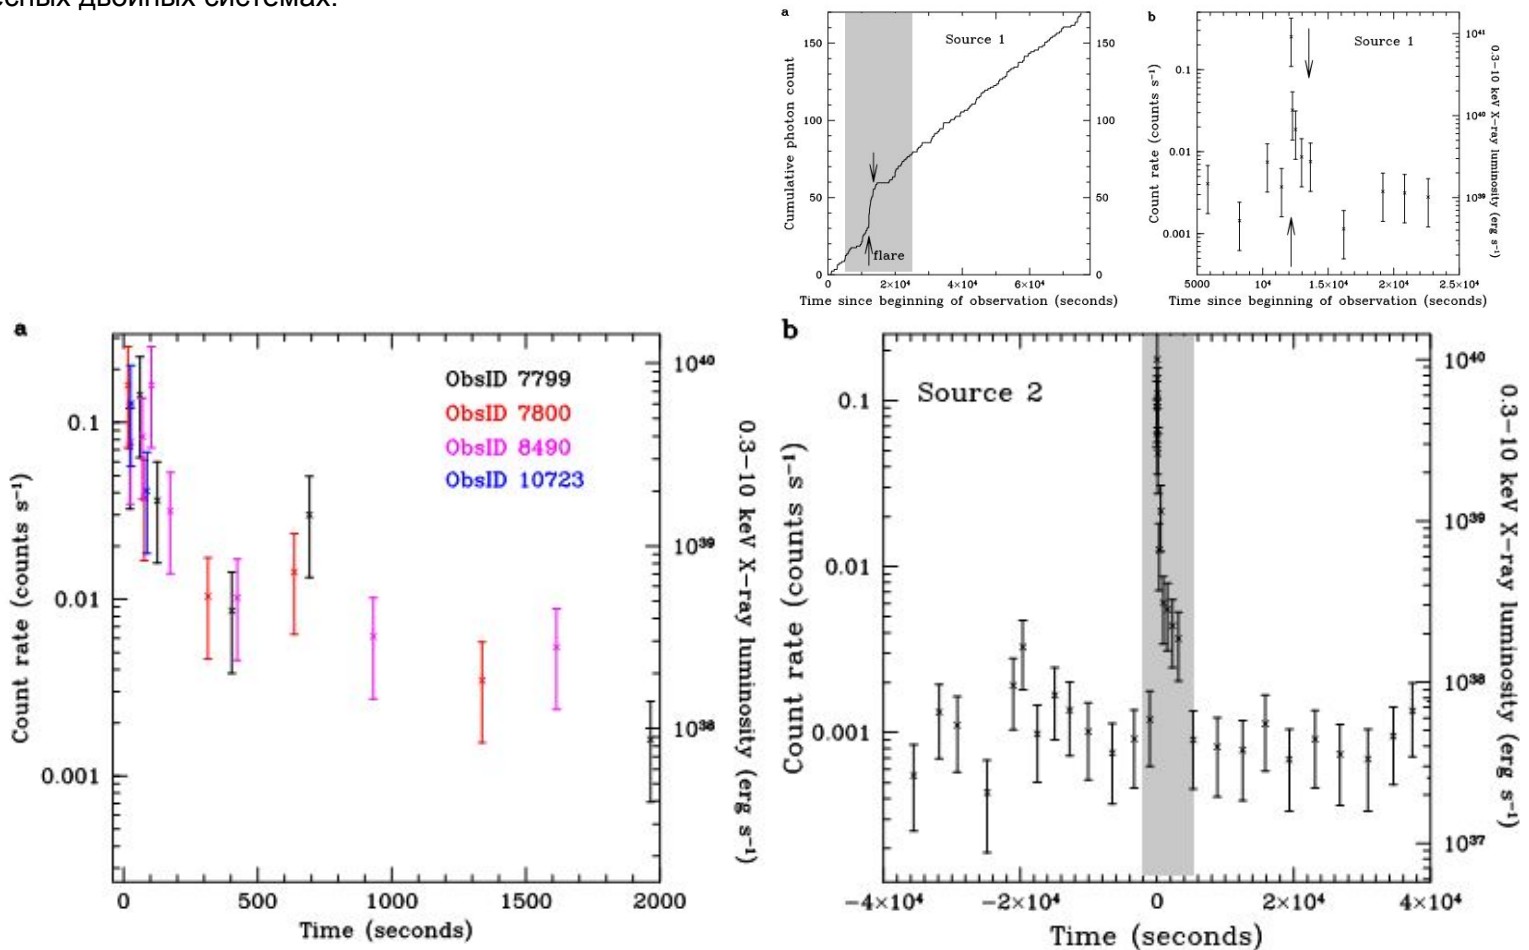 двойных системах.
a
Source 1
Cumulative photon count
150
100
50
0
150
100
50
0
flare
0 2×10⁴ 4×10⁴ 6×10⁴
Time since beginning of observation (seconds)
b
Source 1
Count rate (counts s⁻¹)
0.1
0.01
0.001
10⁴¹
10⁴⁰
10³⁹
0.3−10 keV X−ray luminosity (erg s⁻¹)
5000 10⁴ 1.5×10⁴ 2×10⁴ 2.5×10⁴
Time since beginning of observation (seconds)
a
ObsID 7799
ObsID 7800
ObsID 8490
ObsID 10723
Count rate (counts s⁻¹)
0.1
0.01
0.001
10⁴⁰
10³⁹
10³⁸
0.3−10 keV X−ray luminosity (erg s⁻¹)
0 500 1000 1500 2000
Time (seconds)
b
Source 2
Count rate (counts s⁻¹)
0.1
0.01
0.001
10⁴⁰
10³⁹
10³⁸
10³⁷
0.3−10 keV X−ray luminosity (erg s⁻¹)
−4×10⁴ −2×10⁴ 0 2×10⁴ 4×10⁴
Time (seconds)